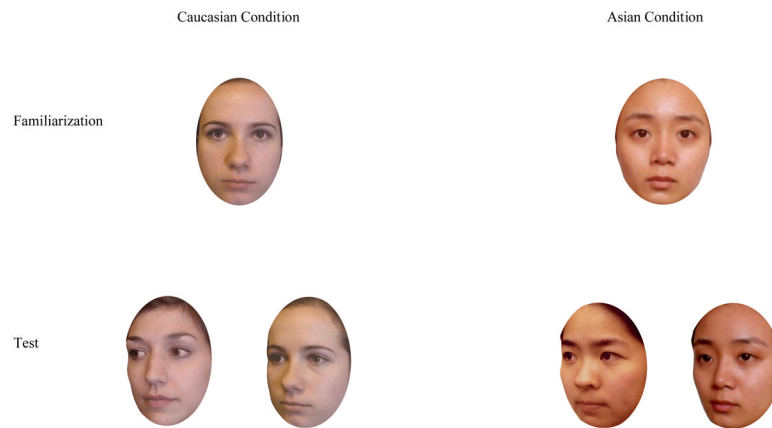 Caucasian Condition
Asian Condition
Familiarization
Test